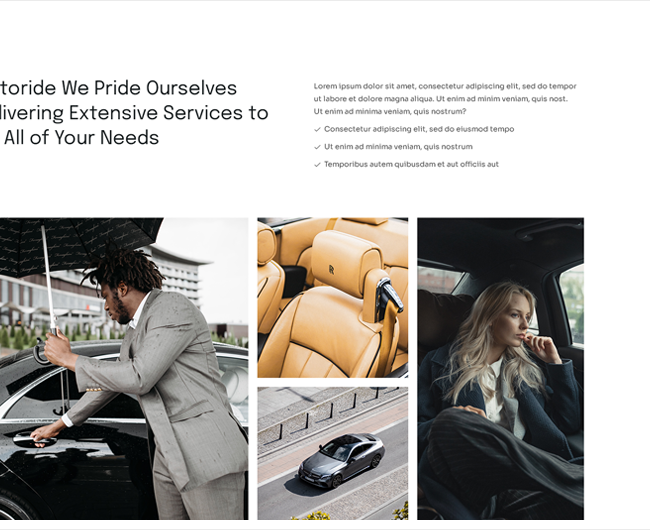 toride We Pride Ourselves
livering Extensive Services to
All of Your Needs
Lorem ipsum dolor sit amet, consectetur adipiscing elit, sed do tempor
ut labore et dolore magna aliqua. Ut enim ad minim veniam, quis nost.
Ut enim ad minima veniam, quis nostrum?
Consectetur adipiscing elit, sed do eiusmod tempo
Ut enim ad minima veniam, quis nostrum
Temporibus autem quibusdam et aut officiis aut
R